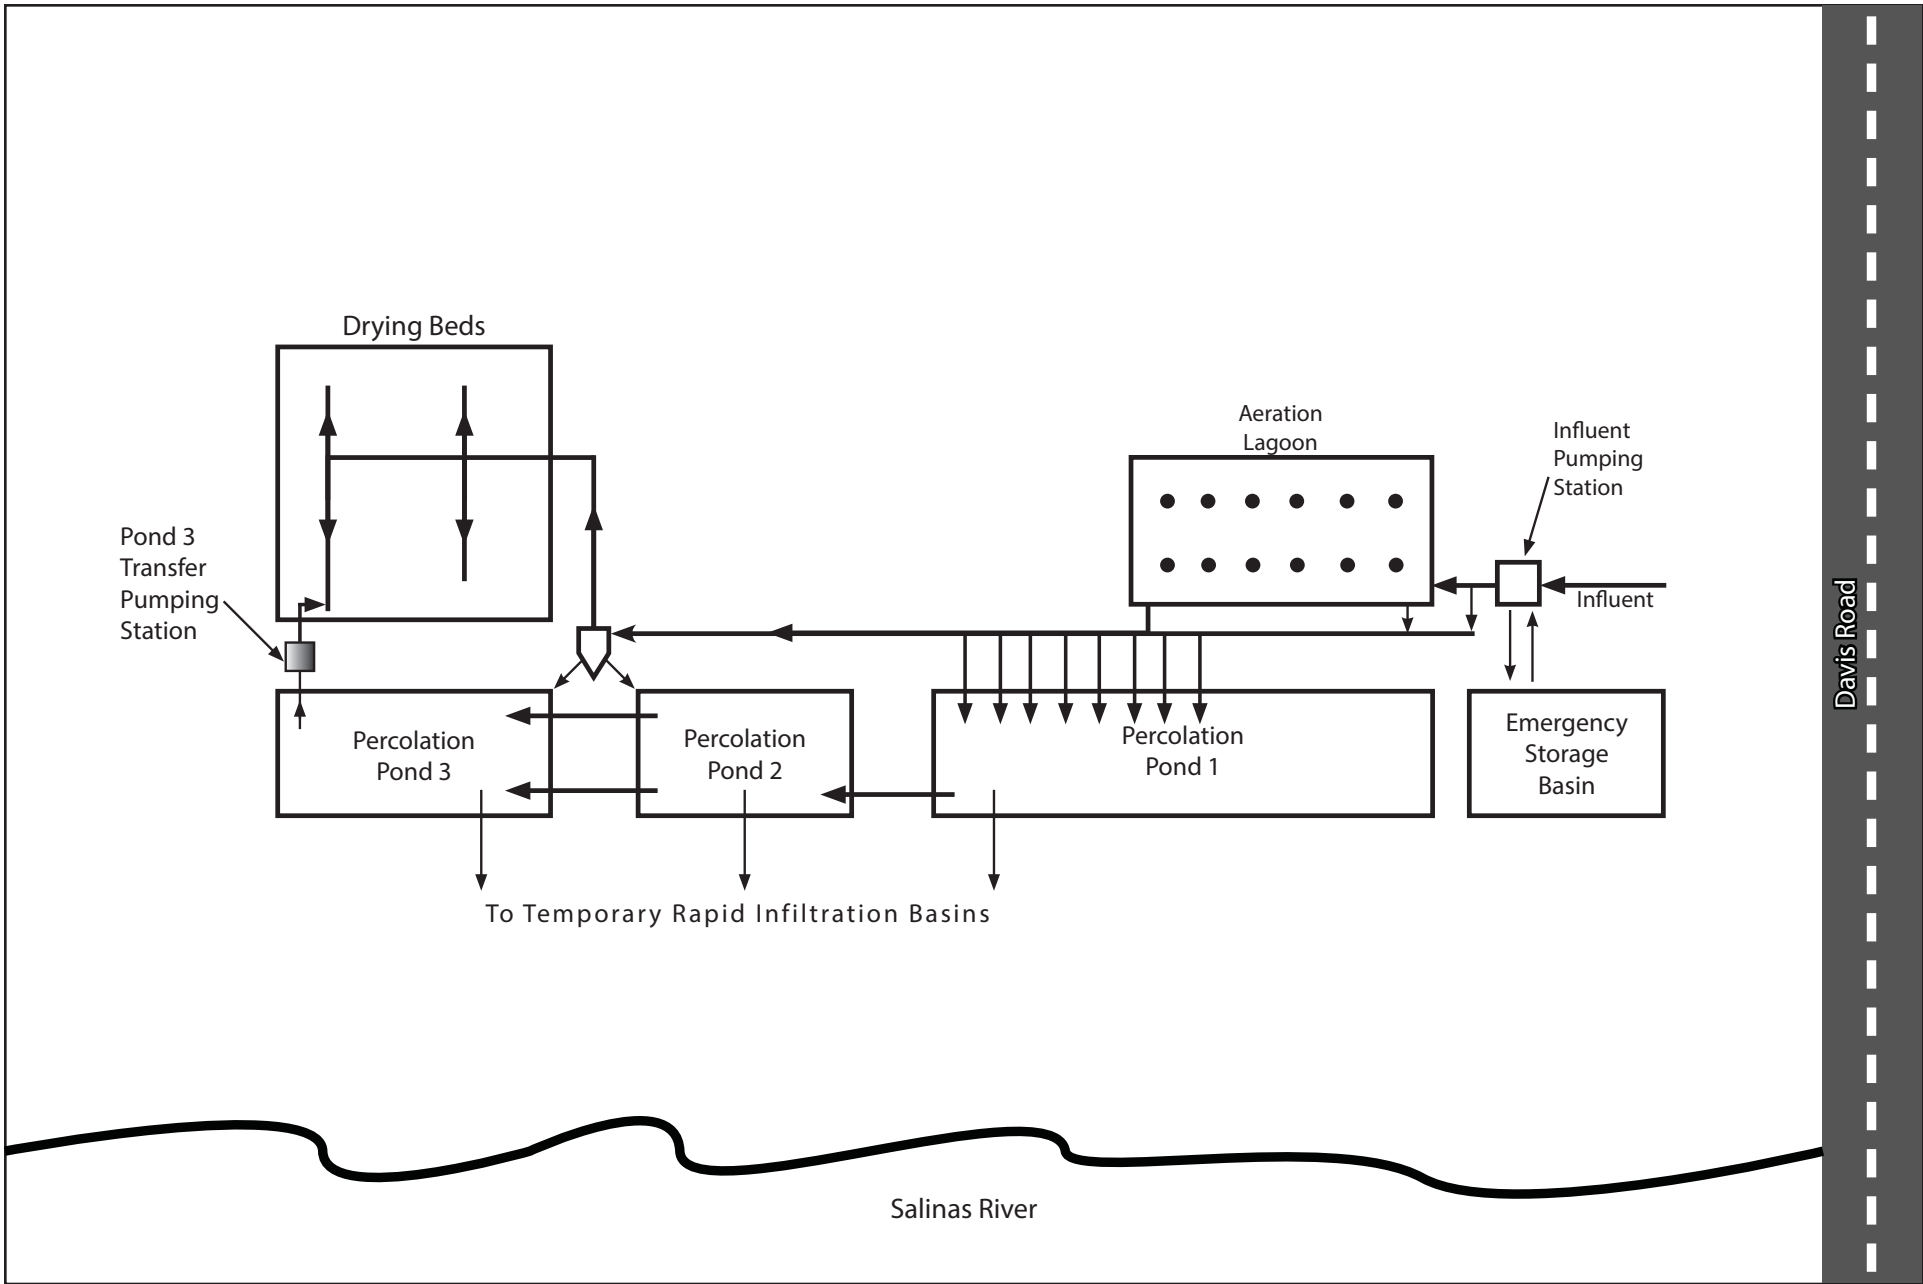 Drying Beds
Aeration
Lagoon
Influent
Pumping
Station
Pond 3
Transfer
Pumping
Station
Influent
Davis Road
Percolation
Pond 3
Percolation
Pond 2
Percolation
Pond 1
Emergency
Storage
Basin
To Temporary Rapid Infiltration Basins
Salinas River